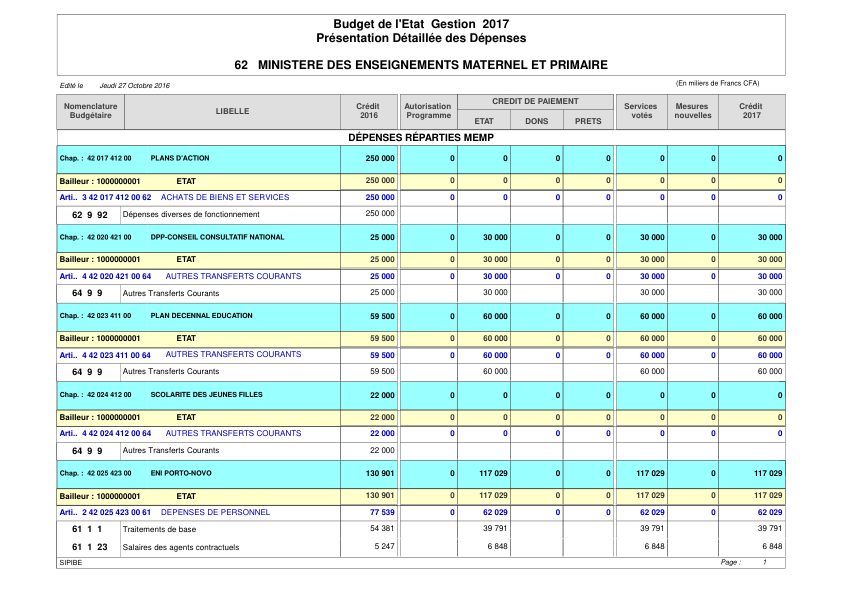 Budget de l'Etat Gestion 2017
Présentation Détaillée des Dépenses
62 MINISTERE DES ENSEIGNEMENTS MATERNEL ET PRIMAIRE
Edité le Jeudi 27 Octobre 2016 (En milliers de Francs CFA)
Nomenclature Budgétaire LIBELLE Crédit 2016 Autorisation Programme CREDIT DE PAIEMENT ETAT DONS PRETS Services votés Mesures nouvelles Crédit 2017
DÉPENSES RÉPARTIES MEMP
Chap. : 42 017 412 00 PLANS D'ACTION 250 000 0 0 0 0 0 0 0
Bailleur : 1000000001 ETAT 250 000 0 0 0 0 0 0 0
Arti.. 3 42 017 412 00 62 ACHATS DE BIENS ET SERVICES 250 000 0 0 0 0 0 0 0
62 9 92 Dépenses diverses de fonctionnement 250 000
Chap. : 42 020 421 00 DPP-CONSEIL CONSULTATIF NATIONAL 25 000 0 30 000 0 0 30 000 0 30 000
Bailleur : 1000000001 ETAT 25 000 0 30 000 0 0 30 000 0 30 000
Arti.. 4 42 020 421 00 64 AUTRES TRANSFERTS COURANTS 25 000 0 30 000 0 0 30 000 0 30 000
64 9 9 Autres Transferts Courants 25 000 30 000 30 000 30 000
Chap. : 42 023 411 00 PLAN DECENNAL EDUCATION 59 500 0 60 000 0 0 60 000 0 60 000
Bailleur : 1000000001 ETAT 59 500 0 60 000 0 0 60 000 0 60 000
Arti.. 4 42 023 411 00 64 AUTRES TRANSFERTS COURANTS 59 500 0 60 000 0 0 60 000 0 60 000
64 9 9 Autres Transferts Courants 59 500 60 000 60 000 60 000
Chap. : 42 024 412 00 SCOLARITE DES JEUNES FILLES 22 000 0 0 0 0 0 0 0
Bailleur : 1000000001 ETAT 22 000 0 0 0 0 0 0 0
Arti.. 4 42 024 412 00 64 AUTRES TRANSFERTS COURANTS 22 000 0 0 0 0 0 0 0
64 9 9 Autres Transferts Courants 22 000
Chap. : 42 025 423 00 ENI PORTO-NOVO 130 901 0 117 029 0 0 117 029 0 117 029
Bailleur : 1000000001 ETAT 130 901 0 117 029 0 0 117 029 0 117 029
Arti.. 2 42 025 423 00 61 DEPENSES DE PERSONNEL 77 539 0 62 029 0 0 62 029 0 62 029
61 1 1 Traitements de base 54 381 39 791 39 791 39 791
61 1 23 Salaires des agents contractuels 5 247 6 848 6 848 6 848
SIPIBE Page : 1